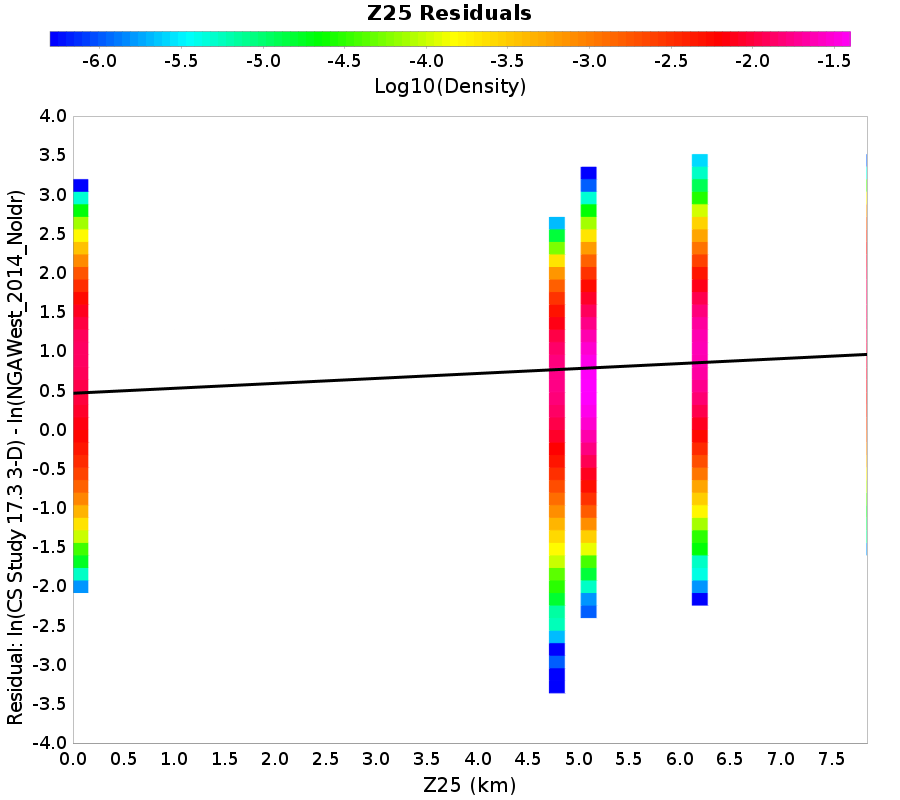 Z25 Residuals
-6.0 -5.5 -5.0 -4.5 -4.0 -3.5 -3.0 -2.5 -2.0 -1.5
Log10(Density)
Residual: ln(CS Study 17.3 3-D) - ln(NGAWest_2014_NoIdr)
4.0
3.5
3.0
2.5
2.0
1.5
1.0
0.5
0.0
-0.5
-1.0
-1.5
-2.0
-2.5
-3.0
-3.5
-4.0
0.0 0.5 1.0 1.5 2.0 2.5 3.0 3.5 4.0 4.5 5.0 5.5 6.0 6.5 7.0 7.5
Z25 (km)